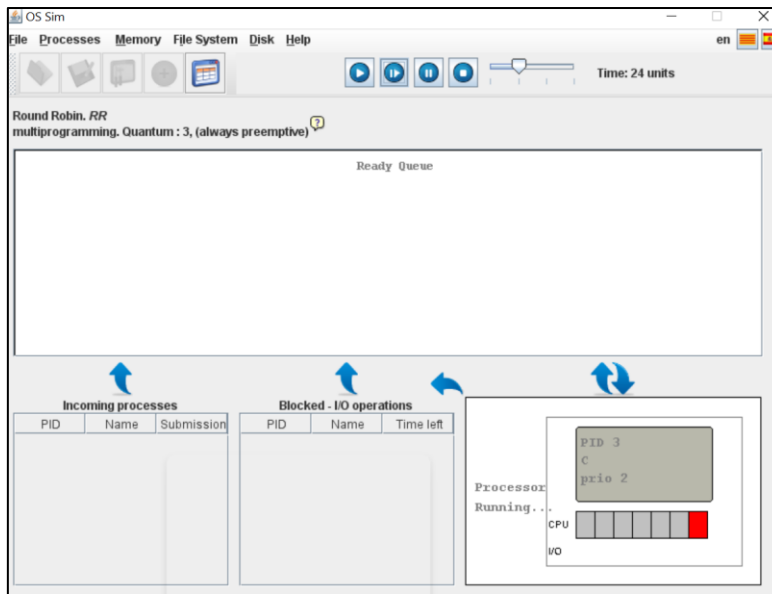 OS Sim
File Processes Memory File System Disk Help
en
Time: 24 units
Round Robin. RR
multiprogramming. Quantum : 3, (always preemptive)
?
Ready Queue
Incoming processes
PID Name Submission
Blocked - I/O operations
PID Name Time left
PID 3
C
prio 2
Processor
Running...
CPU
I/O